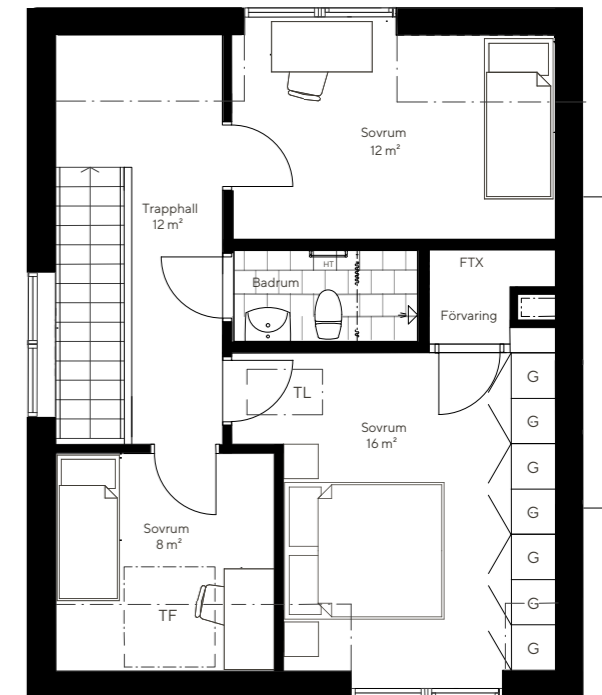 Sovrum
12 m²
Trapphall
12 m²
HT
FTX
Badrum
Förvaring
TL
G
Sovrum
16 m²
G
G
G
Sovrum
8 m²
G
TF
G
G